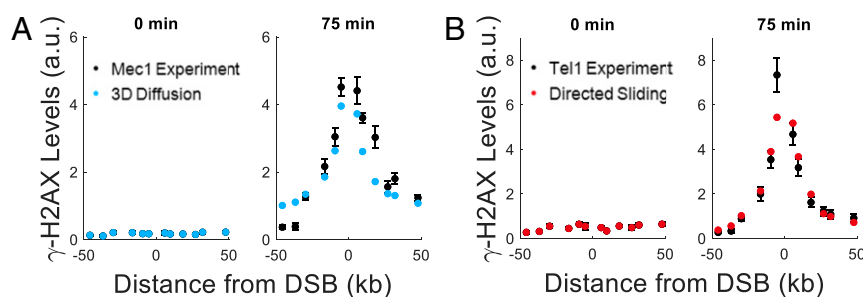 A
0 min
75 min
γ-H2AX Levels (a.u.)
6
4
2
0
Mec1 Experiment
3D Diffusion
-50
0
50
6
4
2
0
-50
0
50
Distance from DSB (kb)
B
0 min
75 min
γ-H2AX Levels (a.u.)
8
6
4
2
0
Tel1 Experiment
Directed Sliding
-50
0
50
8
6
4
2
0
-50
0
50
Distance from DSB (kb)